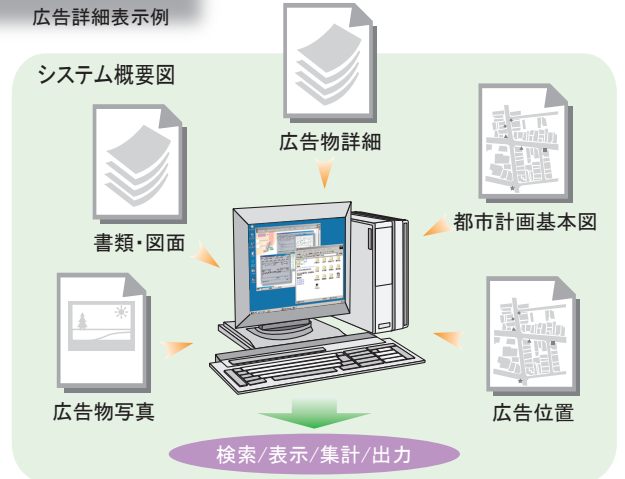 広告詳細表示例
システム概要図
広告物詳細
書類・図面
都市計画基本図
広告物写真
広告位置
検索/表示/集計/出力